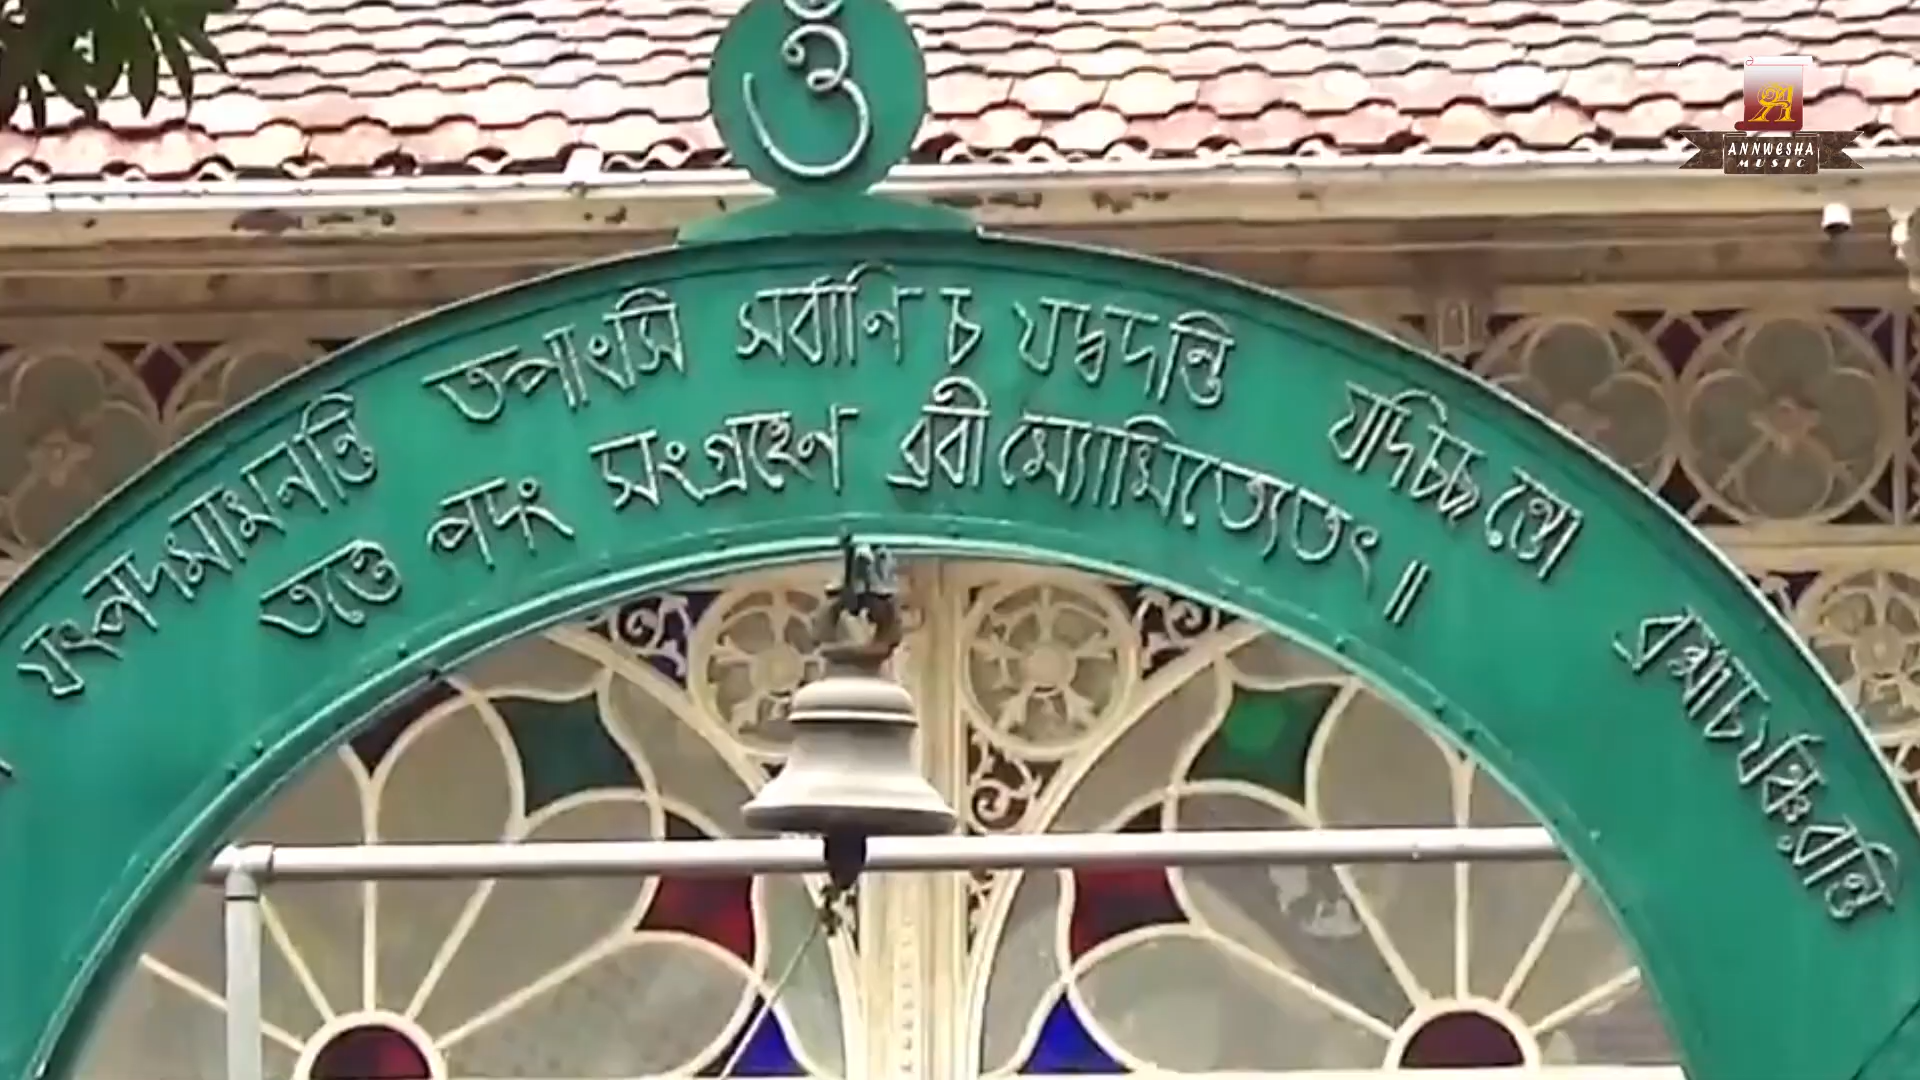 ওঁ
যৎপদমামনন্তি তপাংসি সর্বাণি চ যদ্বদন্তি যদিচ্ছন্তো ব্রহ্মচর্যঞ্চরন্তি
তত্তে পদং সংগ্রহেণ ব্রবীম্যোমিত্যেতৎ ॥
ANNWESHA
MUSIC